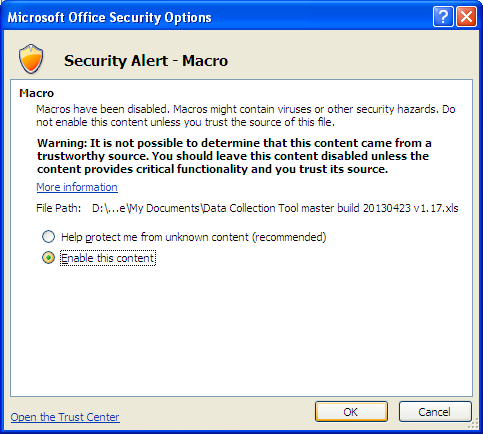 Microsoft Office Security Options
Security Alert - Macro
Macro
Macros have been disabled. Macros might contain viruses or other security hazards. Do
not enable this content unless you trust the source of this file.
Warning: It is not possible to determine that this content came from a
trustworthy source. You should leave this content disabled unless the
content provides critical functionality and you trust its source.
More information
File Path: D:\...e\My Documents\Data Collection Tool master build 20130423 v1.17.xls
Help protect me from unknown content (recommended)
Enable this content
Open the Trust Center
OK
Cancel